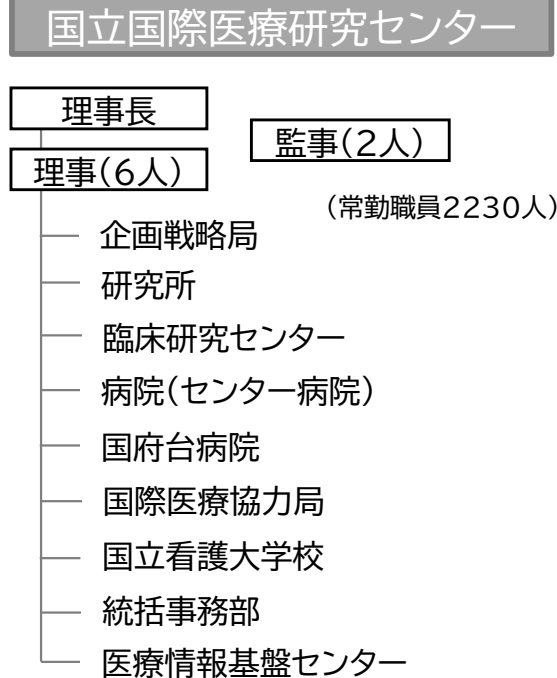 国立国際医療研究センター
理事長
監事(2人)
理事(6人)
(常勤職員2230人)
企画戦略局
研究所
臨床研究センター
病院(センター病院)
国府台病院
国際医療協力局
国立看護大学校
統括事務部
医療情報基盤センター